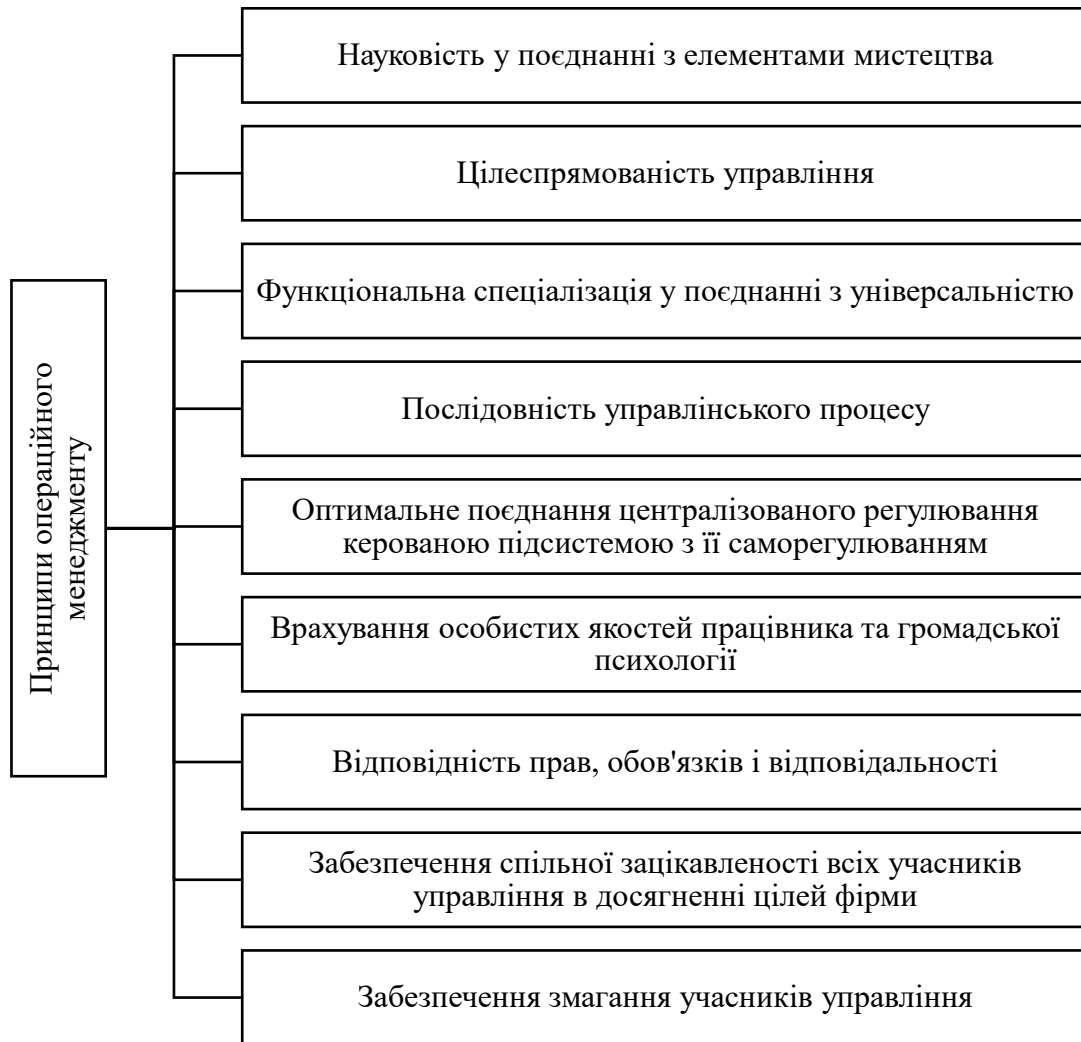 Принципи операційного
менеджменту
Науковість у поєднанні з елементами мистецтва
Цілеспрямованість управління
Функціональна спеціалізація у поєднанні з універсальністю
Послідовність управлінського процесу
Оптимальне поєднання централізованого регулювання
керованою підсистемою з її саморегулюванням
Врахування особистих якостей працівника та громадської
психології
Відповідність прав, обов'язків і відповідальності
Забезпечення спільної зацікавленості всіх учасників
управління в досягненні цілей фірми
Забезпечення змагання учасників управління